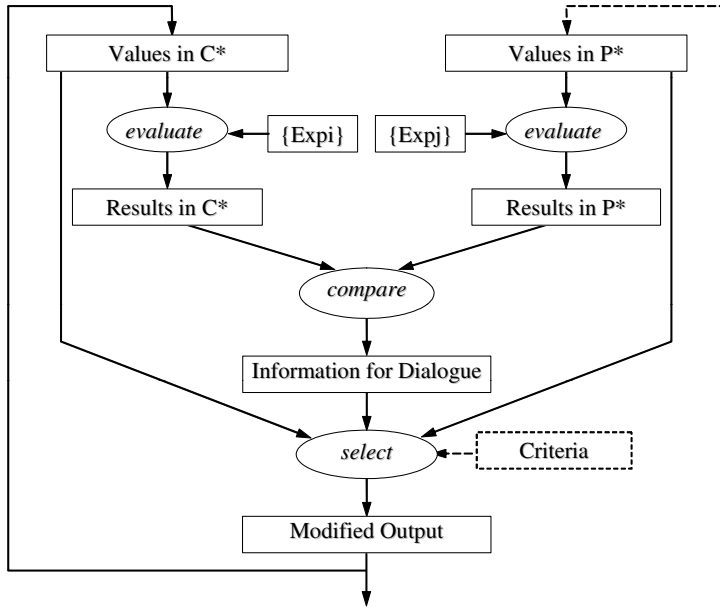 Values in C*
Values in P*
evaluate
{Expi}
{Expj}
evaluate
Results in C*
Results in P*
compare
Information for Dialogue
select
Criteria
Modified Output